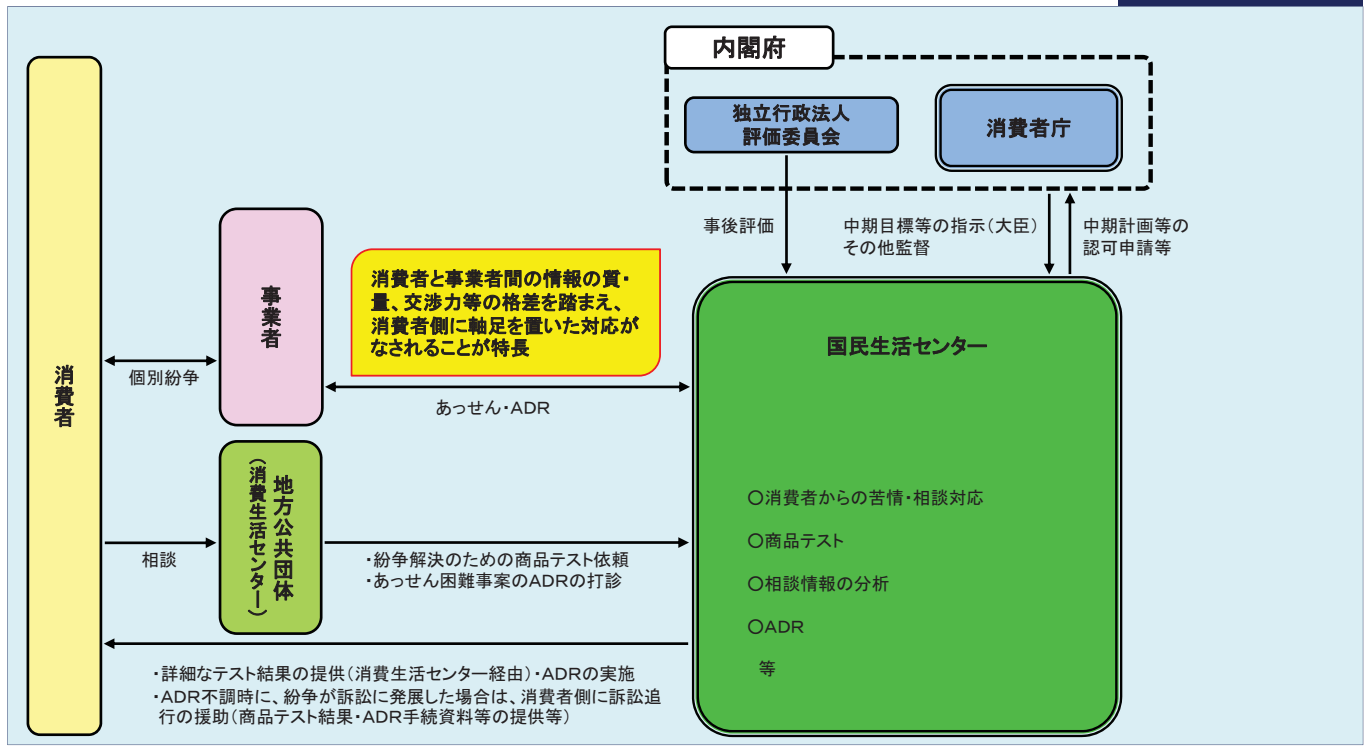 内閣府
独立行政法人
評価委員会
消費者庁
事後評価
中期目標等の指示(大臣)
その他監督
中期計画等の
認可申請等
消費者
事業者
個別紛争
消費者と事業者間の情報の質・
量、交渉力等の格差を踏まえ、
消費者側に軸足を置いた対応が
なされることが特長
あっせん・ADR
国民生活センター
〇消費者からの苦情・相談対応
〇商品テスト
〇相談情報の分析
〇ADR
等
地方公共団体
(消費生活センター)
相談
・紛争解決のための商品テスト依頼
・あっせん困難事案のADRの打診
・詳細なテスト結果の提供(消費生活センター経由)・ADRの実施
・ADR不調時に、紛争が訴訟に発展した場合は、消費者側に訴訟追
行の援助(商品テスト結果・ADR手続資料等の提供等)